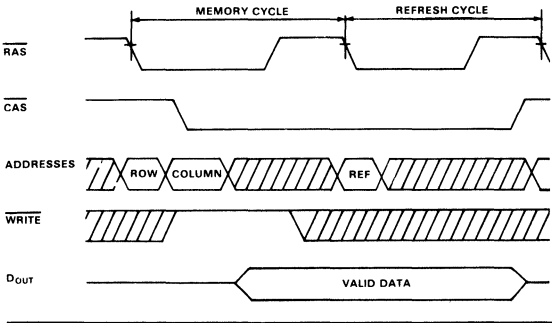 MEMORY CYCLE REFRESH CYCLE
RAS
CAS
ADDRESSES ROW COLUMN REF
WRITE
DOUT VALID DATA